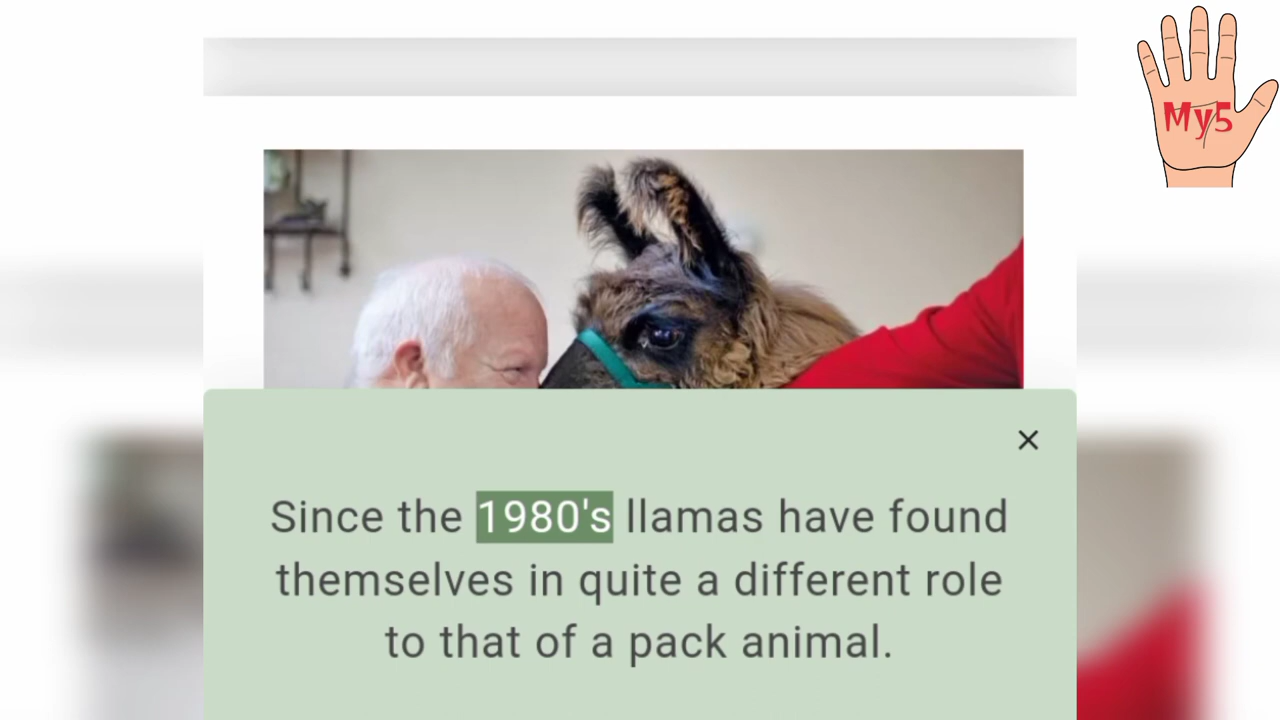 My5
×
Since the 1980's llamas have found
themselves in quite a different role
to that of a pack animal.